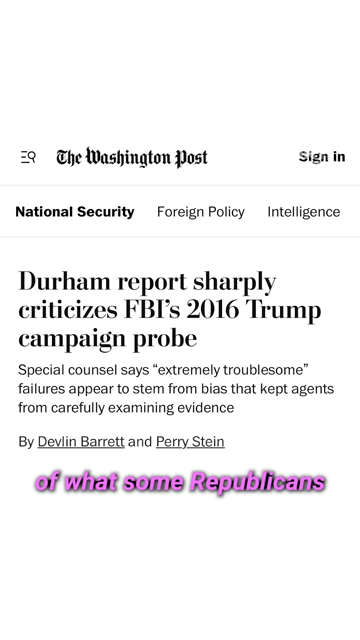 The Washington Post
Sign in
National Security Foreign Policy Intelligence
Durham report sharply
criticizes FBI’s 2016 Trump
campaign probe
Special counsel says “extremely troublesome”
failures appear to stem from bias that kept agents
from carefully examining evidence
By Devlin Barrett and Perry Stein
of what some Republicans